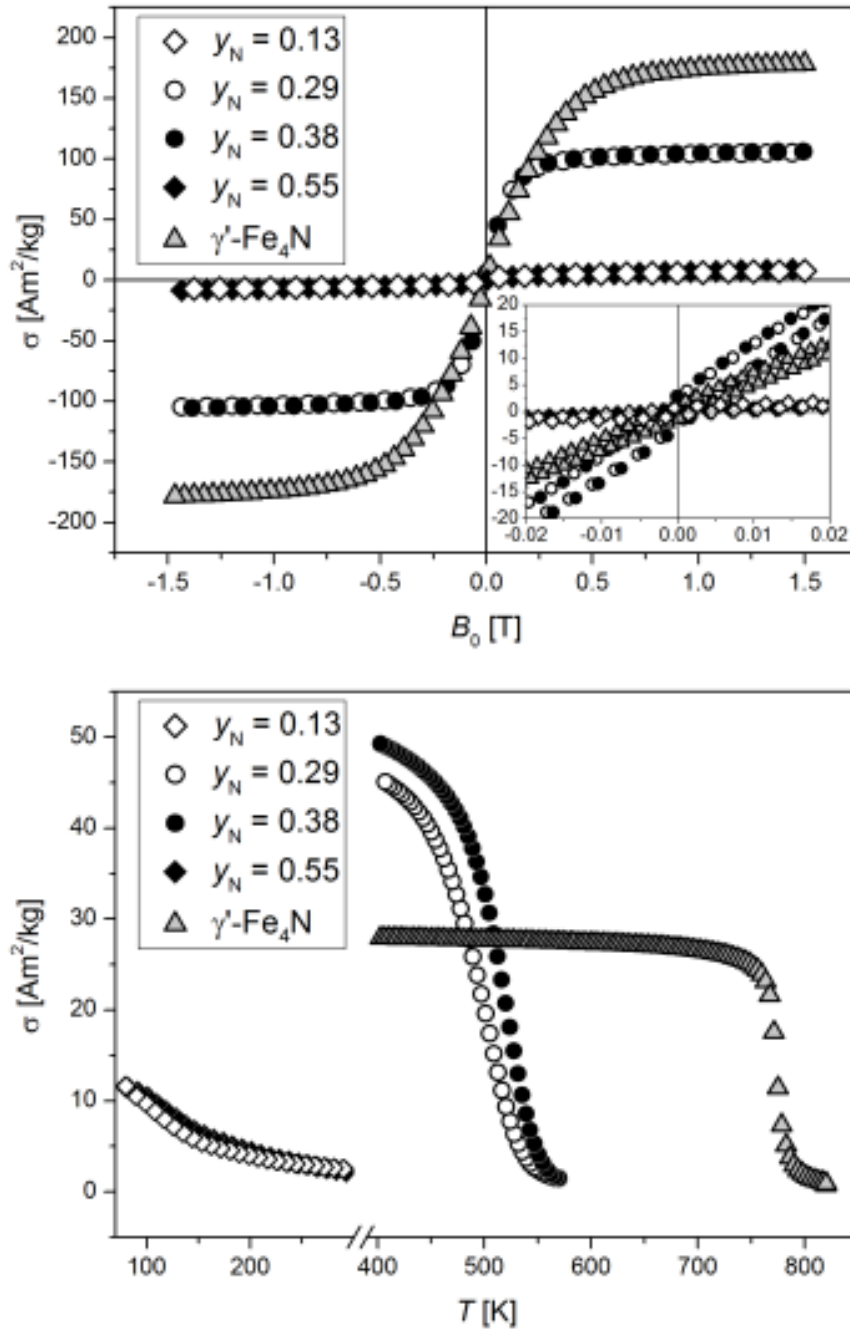 200
150
100
50
0
-50
-100
-150
-200
σ [Am²/kg]
y_N = 0.13
y_N = 0.29
y_N = 0.38
y_N = 0.55
γ'-Fe₄N
20
15
10
5
0
-5
-10
-15
-20
-0.02 -0.01 0.00 0.01 0.02
-1.5 -1.0 -0.5 0.0 0.5 1.0 1.5
B₀ [T]
50
40
30
20
10
0
σ [Am²/kg]
y_N = 0.13
y_N = 0.29
y_N = 0.38
y_N = 0.55
γ'-Fe₄N
100 200 400 500 600 700 800
T [K]